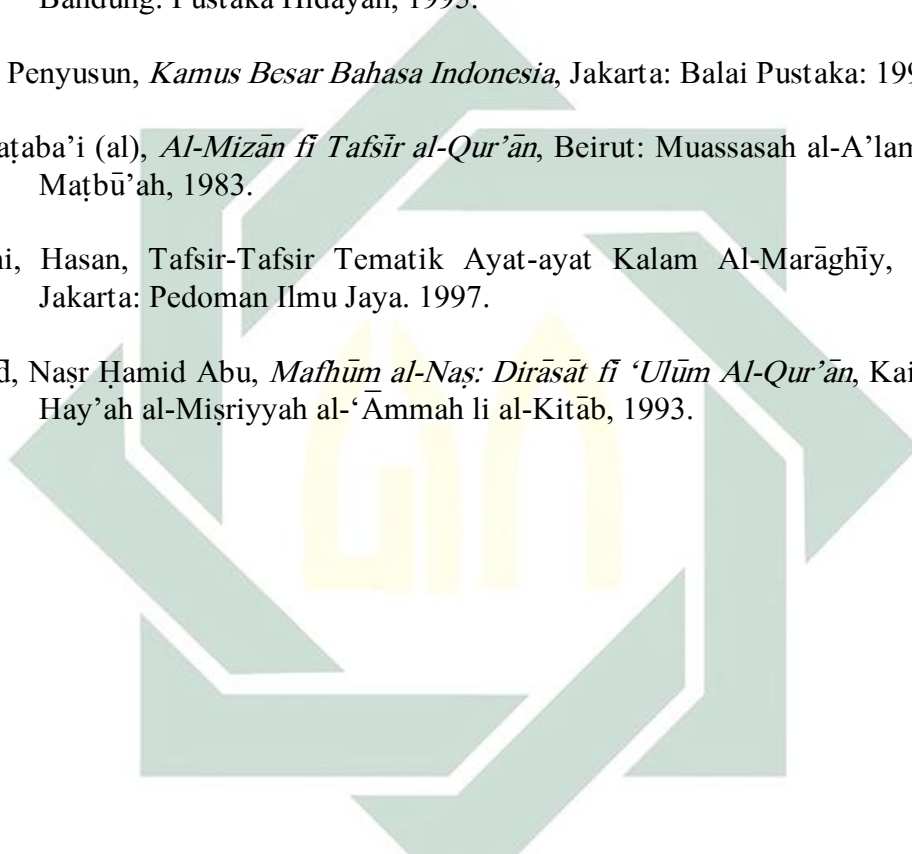 Bandung: Pustaka Hidayah, 1995.
Penyusun, Kamus Besar Bahasa Indonesia, Jakarta: Balai Pustaka: 199
aṭaba’i (al), Al-Mizān fī Tafsīr al-Qur’ān, Beirut: Muassasah al-A’lam
Maṭbū’ah, 1983.
ni, Hasan, Tafsir-Tafsir Tematik Ayat-ayat Kalam Al-Marāghīy,
Jakarta: Pedoman Ilmu Jaya. 1997.
d, Naṣr Ḥamid Abu, Mafhūm al-Naṣ: Dirāsāt fī ‘Ulūm Al-Qur’ān, Kai
Hay’ah al-Miṣriyyah al-‘Āmmah li al-Kitāb, 1993.